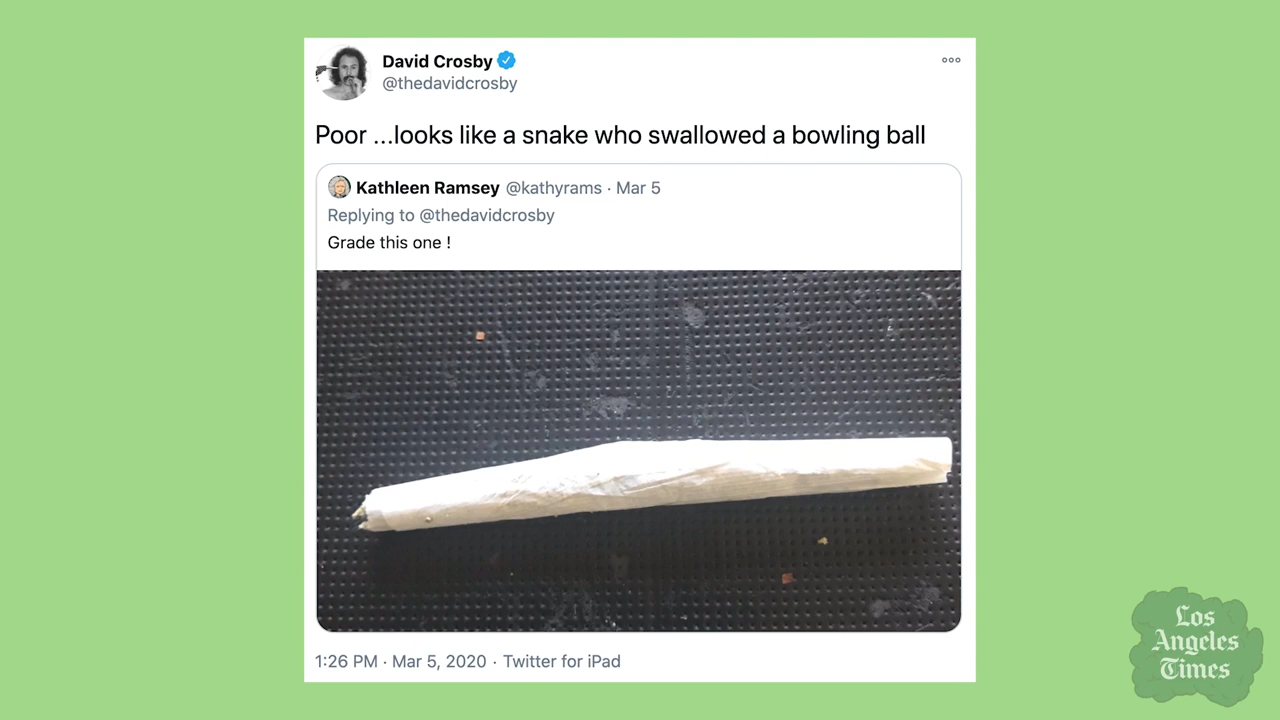 David Crosby
@thedavidcrosby
Poor ...looks like a snake who swallowed a bowling ball
Kathleen Ramsey @kathyrams · Mar 5
Replying to @thedavidcrosby
Grade this one !
1:26 PM · Mar 5, 2020 · Twitter for iPad
Los
Angeles
Times